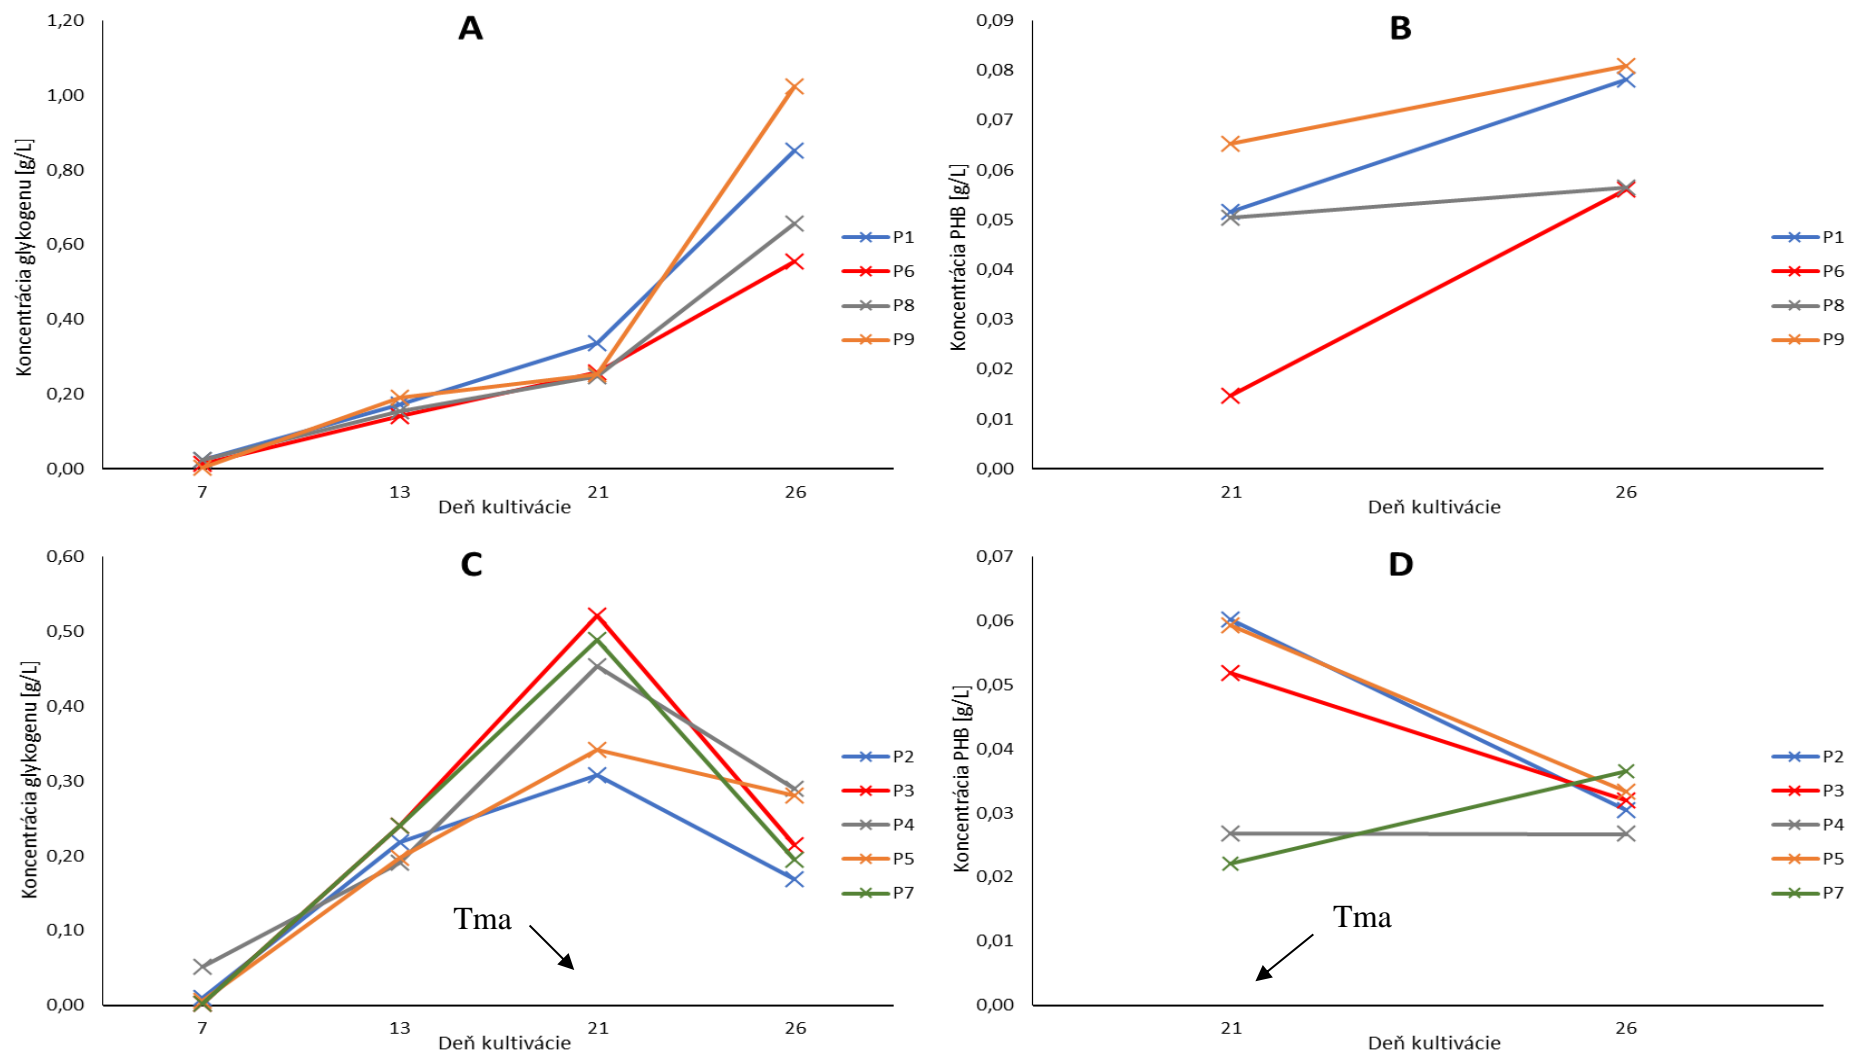 A
Koncentrácia glykogenu [g/L]
1,20
1,00
0,80
0,60
0,40
0,20
0,00
7 13 21 26
Deň kultivácie
P1
P6
P8
P9
B
Koncentrácia PHB [g/L]
0,09
0,08
0,07
0,06
0,05
0,04
0,03
0,02
0,01
0,00
21 26
Deň kultivácie
P1
P6
P8
P9
C
Koncentrácia glykogenu [g/L]
0,60
0,50
0,40
0,30
0,20
0,10
0,00
7 13 21 26
Deň kultivácie
Tma
P2
P3
P4
P5
P7
D
Koncentrácia PHB [g/L]
0,07
0,06
0,05
0,04
0,03
0,02
0,01
0,00
21 26
Deň kultivácie
Tma
P2
P3
P4
P5
P7